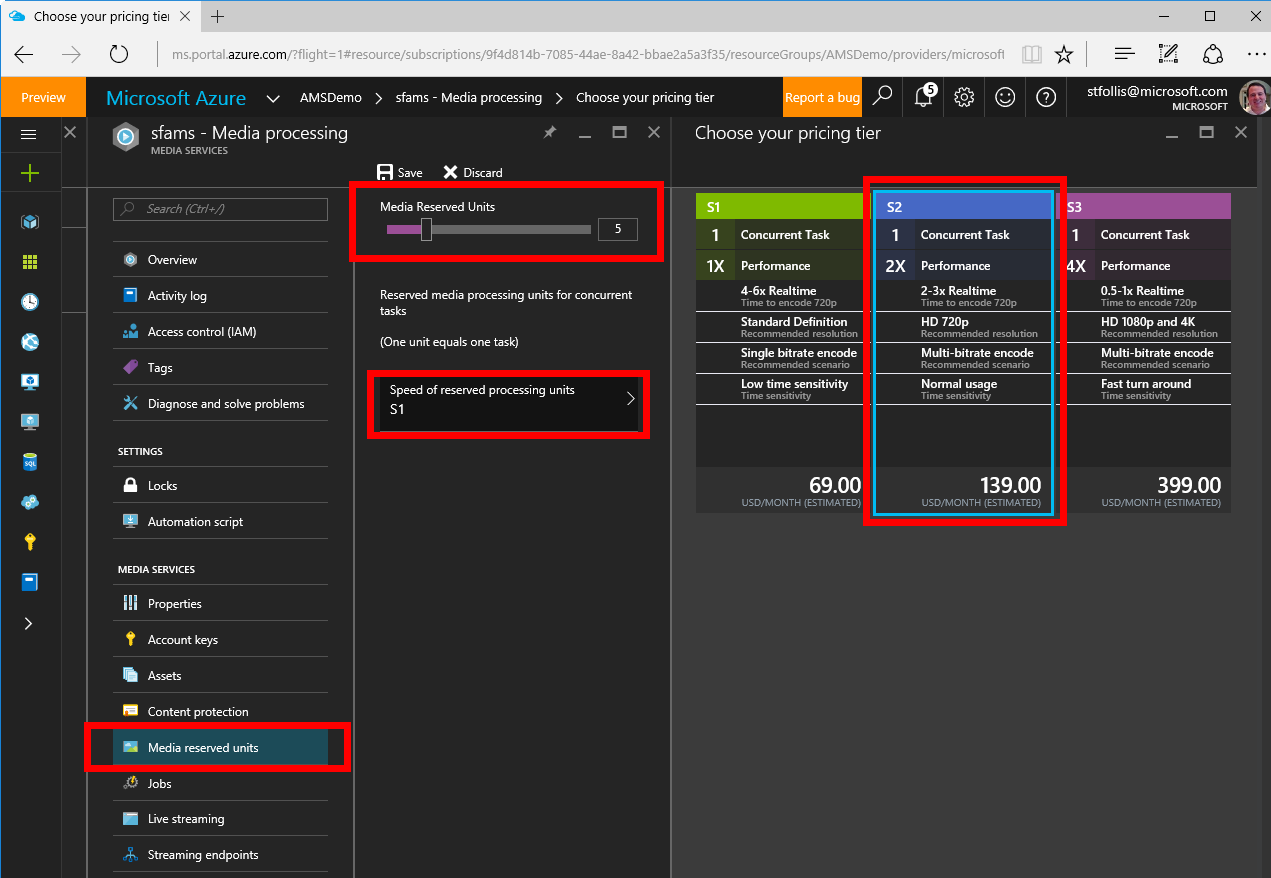 Choose your pricing tie
ms.portal.azure.com/?flight=1#resource/subscriptions/9f4d814b-7085-44ae-8a42-bbae2a5a3f35/resourceGroups/AMSDemo/providers/microsoft
Preview
Microsoft Azure
AMSDemo
sfams - Media processing
Choose your pricing tier
Report a bug
5
stfollis@microsoft.com
MICROSOFT
sfams - Media processing
MEDIA SERVICES
Search (Ctrl+/)
Overview
Activity log
Access control (IAM)
Tags
Diagnose and solve problems
SETTINGS
Locks
Automation script
MEDIA SERVICES
Properties
Account keys
Assets
Content protection
Media reserved units
Jobs
Live streaming
Streaming endpoints
SQL
Save
Discard
Media Reserved Units
5
Reserved media processing units for concurrent
tasks
(One unit equals one task)
Speed of reserved processing units
S1
Choose your pricing tier
S1
1 Concurrent Task
1X Performance
4-6x Realtime
Time to encode 720p
Standard Definition
Recommended resolution
Single bitrate encode
Recommended scenario
Low time sensitivity
Time sensitivity
69.00
USD/MONTH (ESTIMATED)
S2
1 Concurrent Task
2X Performance
2-3x Realtime
Time to encode 720p
HD 720p
Recommended resolution
Multi-bitrate encode
Recommended scenario
Normal usage
Time sensitivity
139.00
USD/MONTH (ESTIMATED)
S3
1 Concurrent Task
4X Performance
0.5-1x Realtime
Time to encode 720p
HD 1080p and 4K
Recommended resolution
Multi-bitrate encode
Recommended scenario
Fast turn around
Time sensitivity
399.00
USD/MONTH (ESTIMATED)